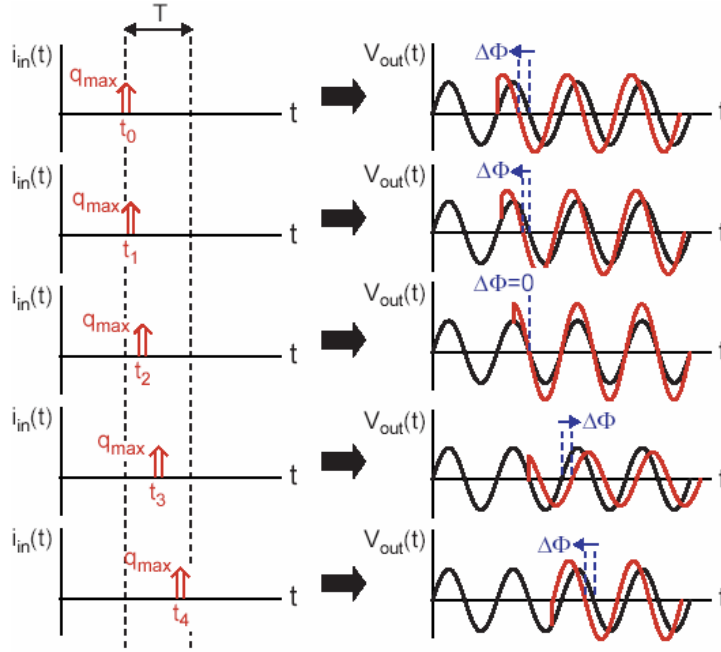 T
i_in(t)
q_max
t_0
t
V_out(t)
ΔΦ
t
i_in(t)
q_max
t_1
t
V_out(t)
ΔΦ
t
i_in(t)
q_max
t_2
t
V_out(t)
ΔΦ=0
t
i_in(t)
q_max
t_3
t
V_out(t)
ΔΦ
t
i_in(t)
q_max
t_4
t
V_out(t)
ΔΦ
t